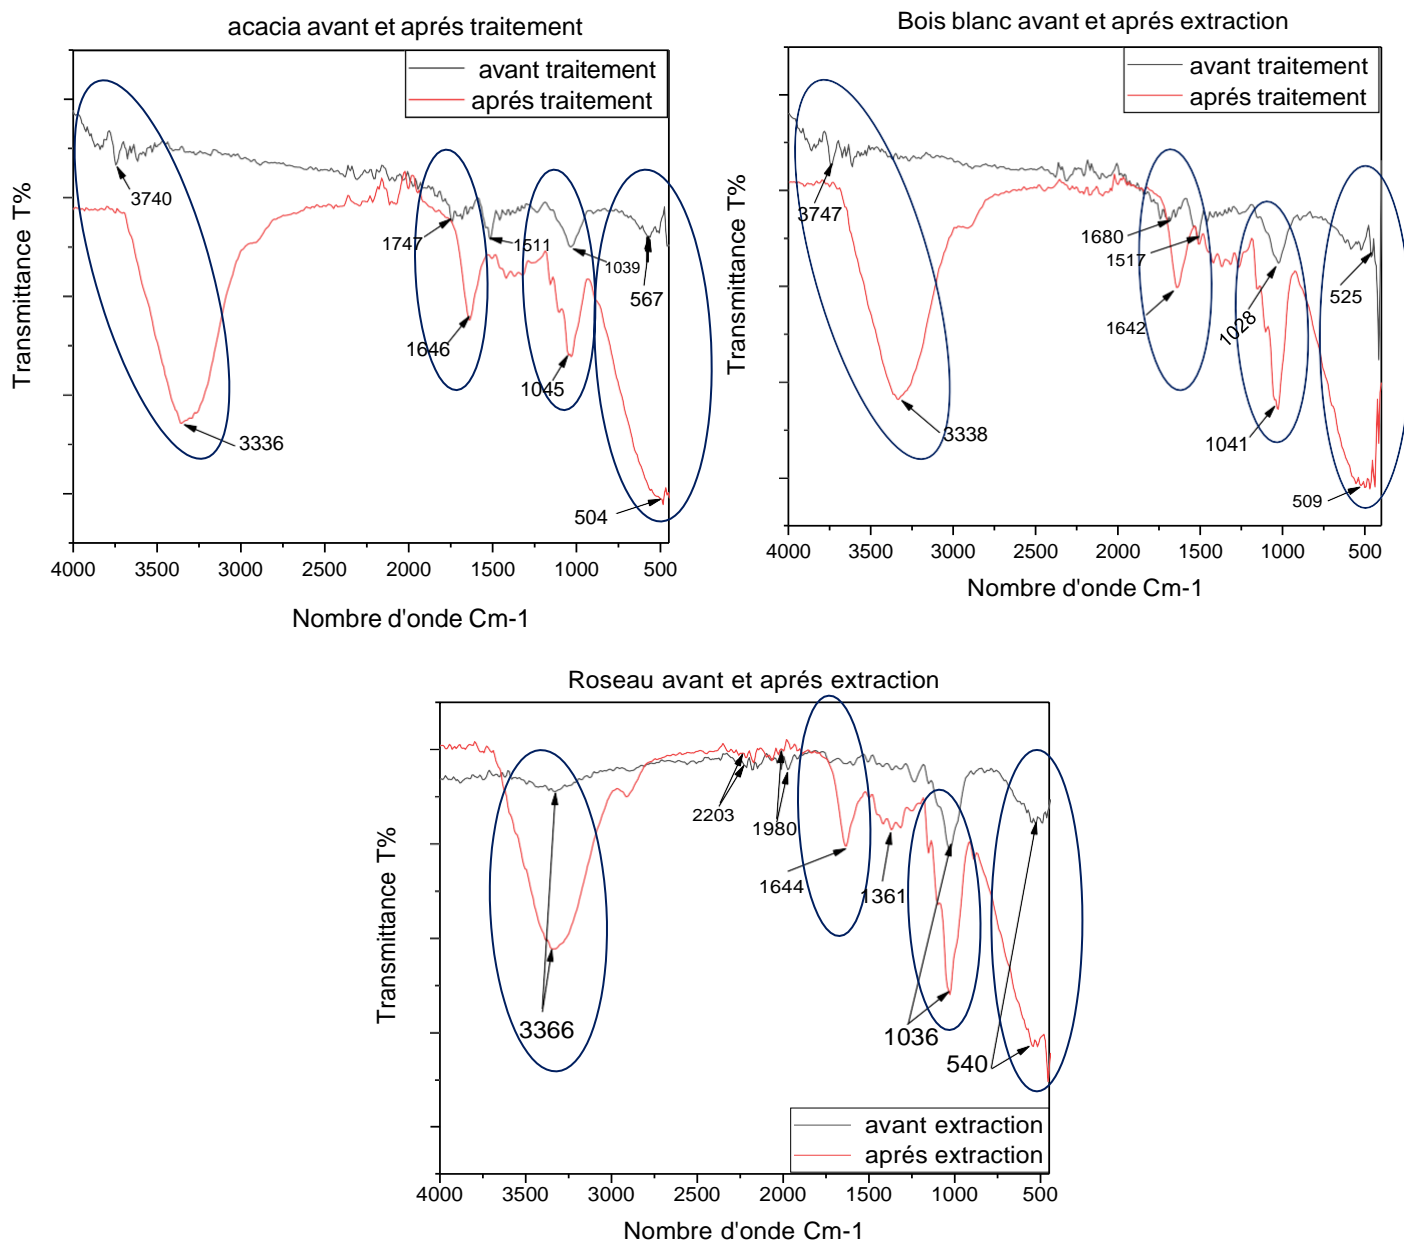 acacia avant et aprés traitement
avant traitement
aprés traitement
Transmittance T%
3740
3336
1747
1511
1039
567
1646
1045
504
4000 3500 3000 2500 2000 1500 1000 500
Nombre d'onde Cm-1
Bois blanc avant et aprés extraction
avant traitement
aprés traitement
Transmittance T%
3747
3338
1680
1517
1642
1028
525
1041
509
4000 3500 3000 2500 2000 1500 1000 500
Nombre d'onde Cm-1
Roseau avant et aprés extraction
Transmittance T%
2203
1980
1644
1361
3366
1036
540
avant extraction
aprés extraction
4000 3500 3000 2500 2000 1500 1000 500
Nombre d'onde Cm-1